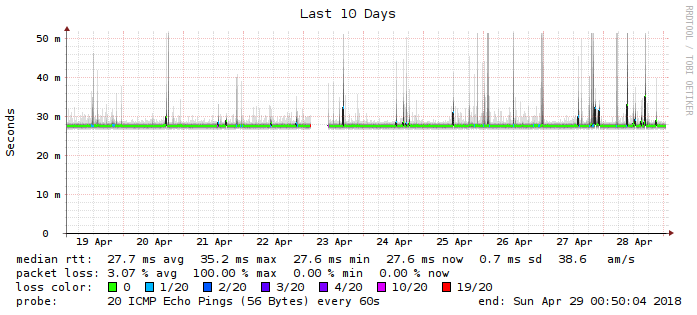 Last 10 Days
RRDTOOL / TOBI OETIKER
Seconds
50 m
40 m
30 m
20 m
10 m
0
19 Apr 20 Apr 21 Apr 22 Apr 23 Apr 24 Apr 25 Apr 26 Apr 27 Apr 28 Apr
median rtt: 27.7 ms avg 35.2 ms max 27.6 ms min 27.6 ms now 0.7 ms sd 38.6 am/s
packet loss: 3.07 % avg 100.00 % max 0.00 % min 0.00 % now
loss color: 0 1/20 2/20 3/20 4/20 10/20 19/20
probe: 20 ICMP Echo Pings (56 Bytes) every 60s end: Sun Apr 29 00:50:04 2018